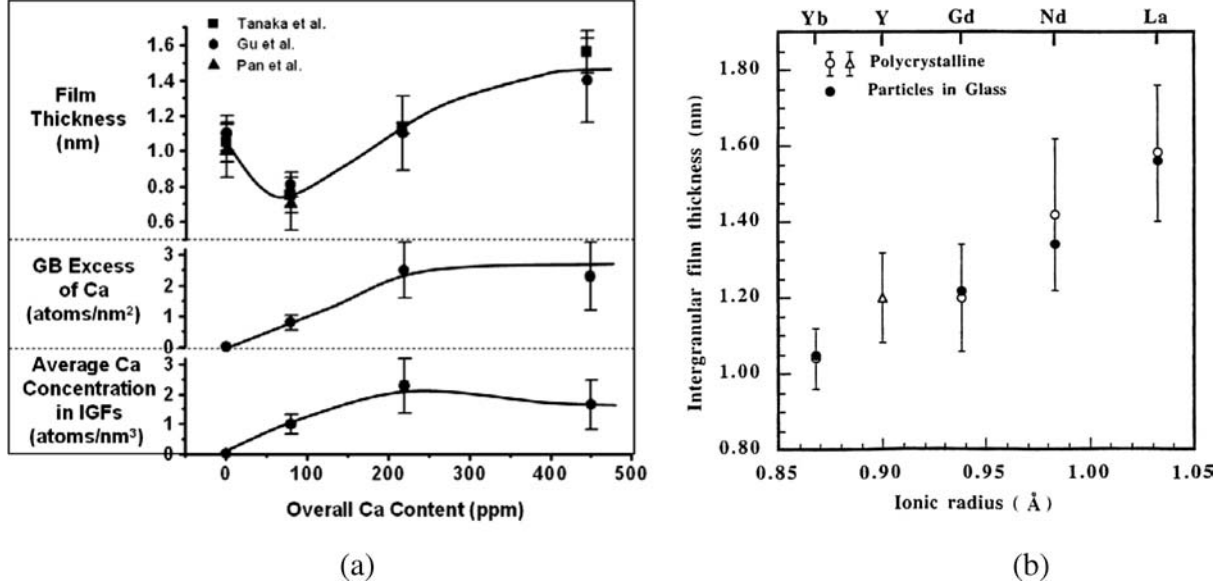 Tanaka et al.
Gu et al.
Pan et al.
Film
Thickness
(nm)
1.6
1.4
1.2
1.0
0.8
0.6
GB Excess
of Ca
(atoms/nm²)
3
2
1
0
Average Ca
Concentration
in IGFs
(atoms/nm³)
3
2
1
0
0 100 200 300 400 500
Overall Ca Content (ppm)
(a)
Yb Y Gd Nd La
Polycrystalline
Particles in Glass
Intergranular film thickness (nm)
1.80
1.60
1.40
1.20
1.00
0.80
0.85 0.90 0.95 1.00 1.05
Ionic radius ( Å )
(b)